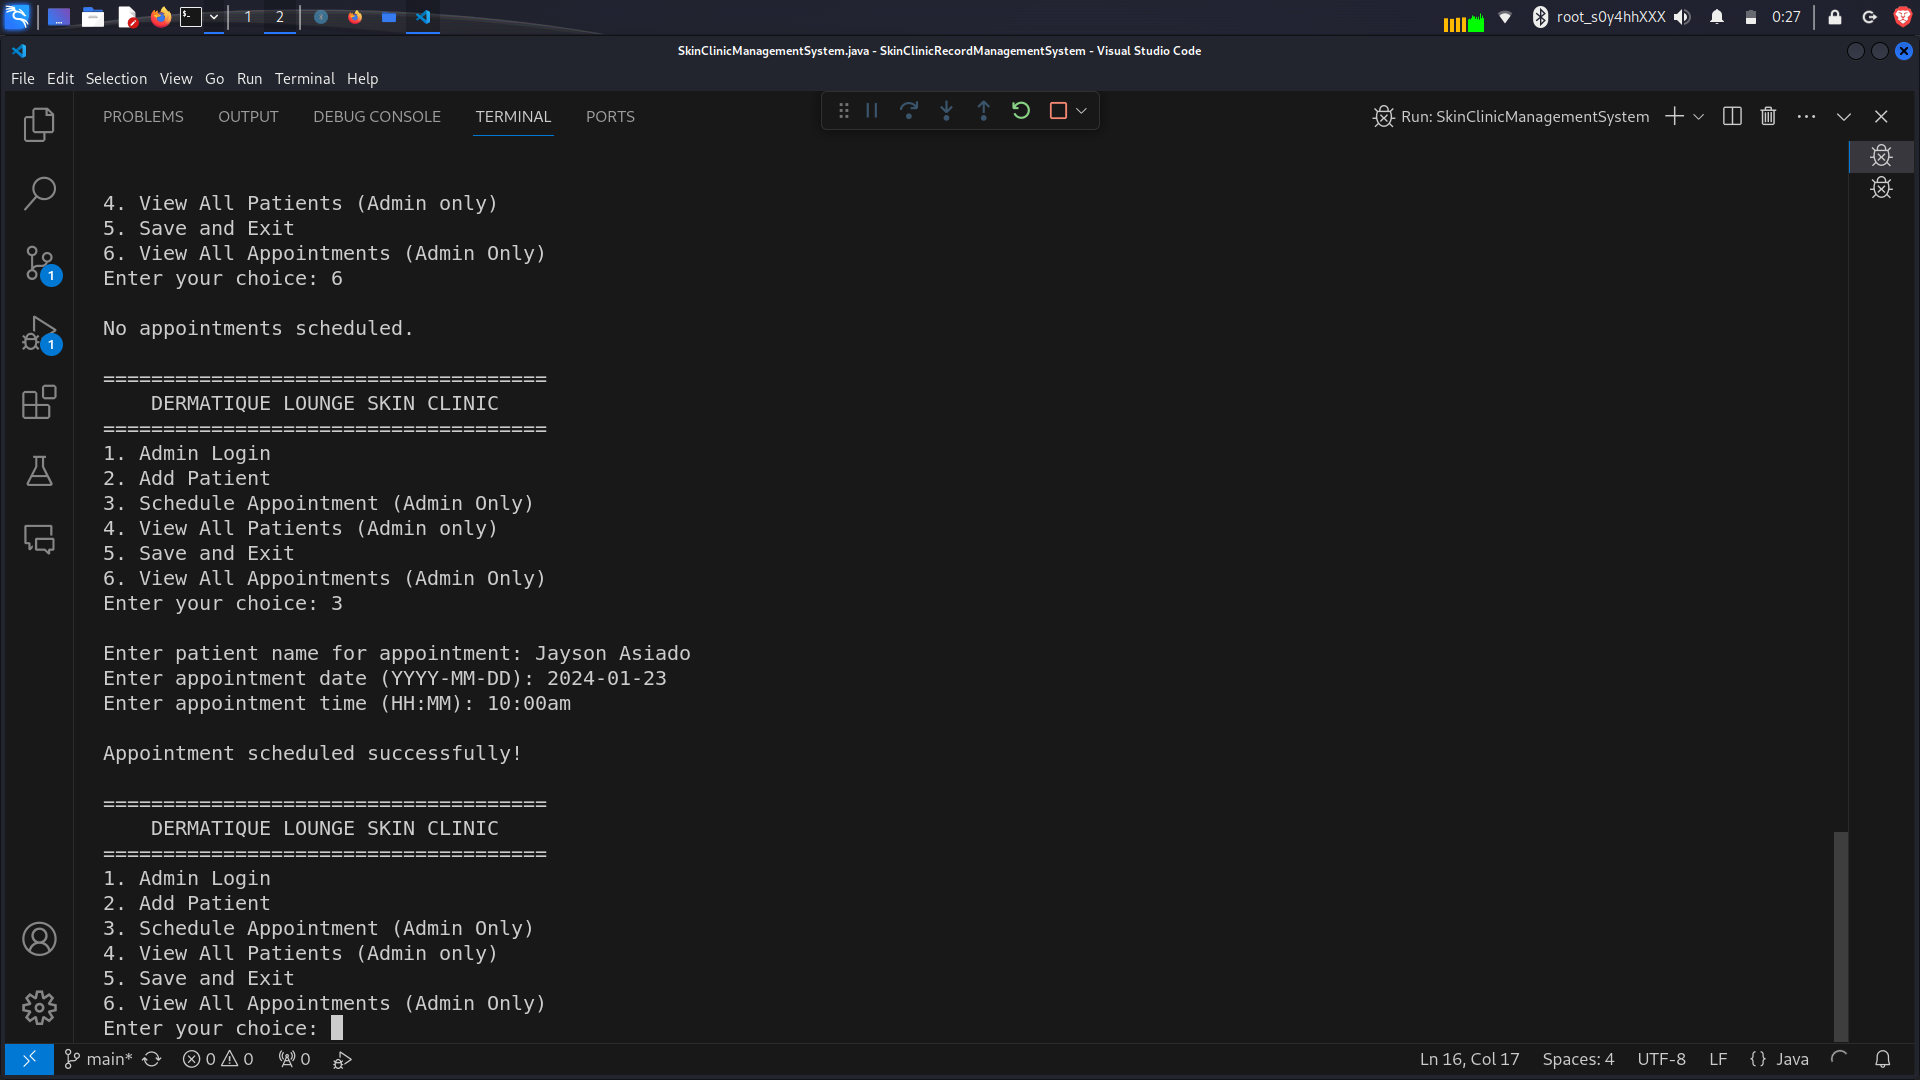 1
2
root_s0y4hhXXX
0:27
SkinClinicManagementSystem.java - SkinClinicRecordManagementSystem - Visual Studio Code
File Edit Selection View Go Run Terminal Help
PROBLEMS OUTPUT DEBUG CONSOLE TERMINAL PORTS
Run: SkinClinicManagementSystem
4. View All Patients (Admin only)
5. Save and Exit
6. View All Appointments (Admin Only)
Enter your choice: 6
No appointments scheduled.
=====================================
DERMATIQUE LOUNGE SKIN CLINIC
=====================================
1. Admin Login
2. Add Patient
3. Schedule Appointment (Admin Only)
4. View All Patients (Admin only)
5. Save and Exit
6. View All Appointments (Admin Only)
Enter your choice: 3
Enter patient name for appointment: Jayson Asiado
Enter appointment date (YYYY-MM-DD): 2024-01-23
Enter appointment time (HH:MM): 10:00am
Appointment scheduled successfully!
=====================================
DERMATIQUE LOUNGE SKIN CLINIC
=====================================
1. Admin Login
2. Add Patient
3. Schedule Appointment (Admin Only)
4. View All Patients (Admin only)
5. Save and Exit
6. View All Appointments (Admin Only)
Enter your choice:
1
1
main* 0 0 0
Ln 16, Col 17 Spaces: 4 UTF-8 LF {} Java